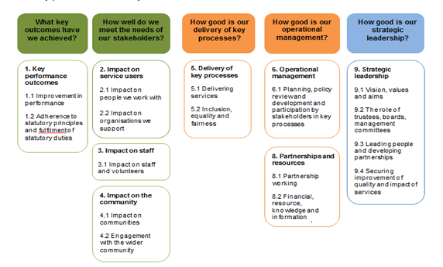 What key
outcomes have
we achieved?
How well do we
meet the needs of
our stakeholders?
How good is our
delivery of key
processes?
How good is our
operational
management?
How good is our
strategic
leadership?
1. Key
performance
outcomes
1.1 Improvement in
performance
1.2 Adherence to
statutory principles
and fulfilment of
statutory duties
2. Impact on
service users
2.1 Impact on
people we work with
2.2 Impact on
organisations we
support
3. Impact on staff
3.1 Impact on staff
and volunteers
4. Impact on the
community
4.1 Impact on
communities
4.2 Engagement
with the wider
community
5. Delivery of
key processes
5.1 Delivering
services
5.2 Inclusion,
equality and
fairness
6. Operational
management
6.1 Planning, policy
review and
development and
participation by
stakeholders in
key processes
8. Partnerships and
resources
8.1 Partnership
working
8.2 Financial,
resource,
knowledge and
information
9. Strategic
leadership
9.1 Vision, values
and aims
9.2 The role of
trustees, boards,
management
committees
9.3 Leading people
and developing
partnerships
9.4 Securing
improvement of
quality and impact of
services